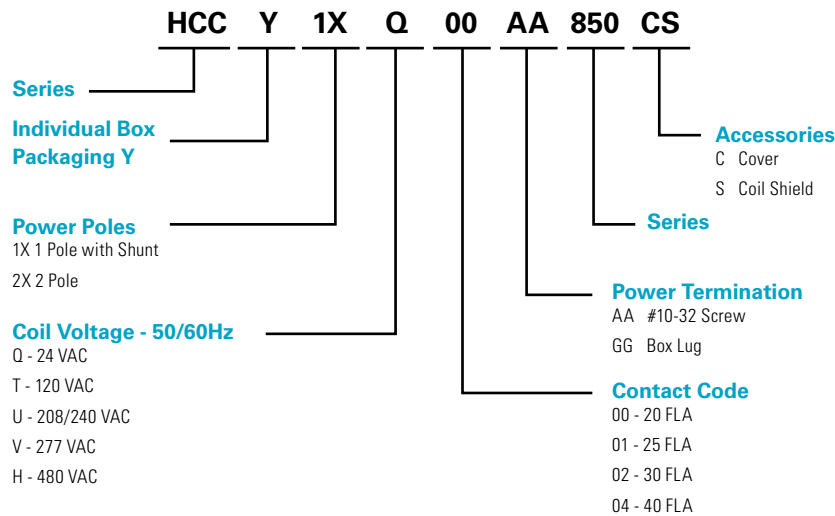 HCC Y 1X Q 00 AA 850 CS
Series
Individual Box
Packaging Y
Power Poles
1X 1 Pole with Shunt
2X 2 Pole
Coil Voltage - 50/60Hz
Q - 24 VAC
T - 120 VAC
U - 208/240 VAC
V - 277 VAC
H - 480 VAC
Accessories
C Cover
S Coil Shield
Series
Power Termination
AA #10-32 Screw
GG Box Lug
Contact Code
00 - 20 FLA
01 - 25 FLA
02 - 30 FLA
04 - 40 FLA